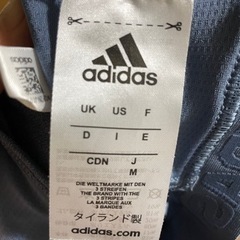 adidas
UK US F
D I E
CDN J
M
DIE WELTMARKE MIT DEN
3 STREIFEN
THE BRAND WITH THE
3 STRIPES
LA MARQUE AUX
3 BANDES
タイランド製
adidas.com